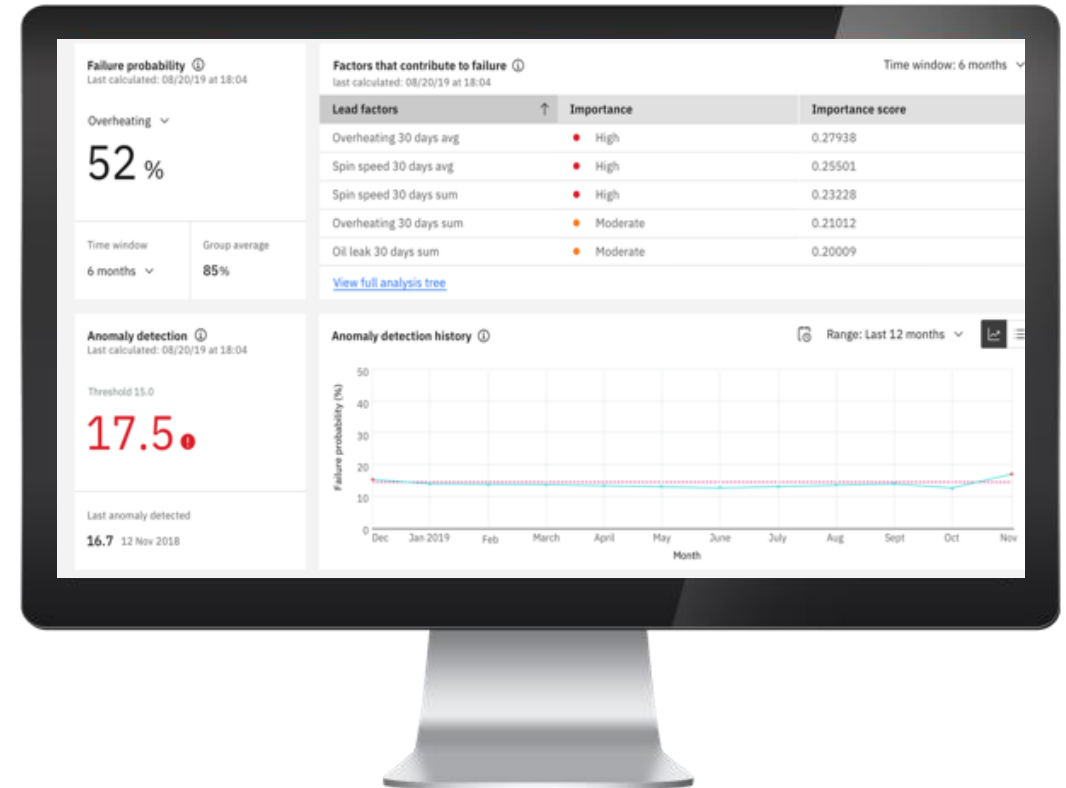 Failure probability
Last calculated: 08/20/19 at 18:04
Overheating
52 %
Time window
6 months
Group average
85%
Factors that contribute to failure
last calculated: 08/20/19 at 18:04
Time window: 6 months
Lead factors Importance Importance score
Overheating 30 days avg High 0.27938
Spin speed 30 days avg High 0.25501
Spin speed 30 days sum High 0.23228
Overheating 30 days sum Moderate 0.21012
Oil leak 30 days sum Moderate 0.20009
View full analysis tree
Anomaly detection
Last calculated: 08/20/19 at 18:04
Threshold 15.0
17.5
Last anomaly detected
16.7 12 Nov 2018
Anomaly detection history
Range: Last 12 months
Failure probability (%)
50
40
30
20
10
0
Dec Jan 2019 Feb March April May June July Aug Sept Oct Nov
Month